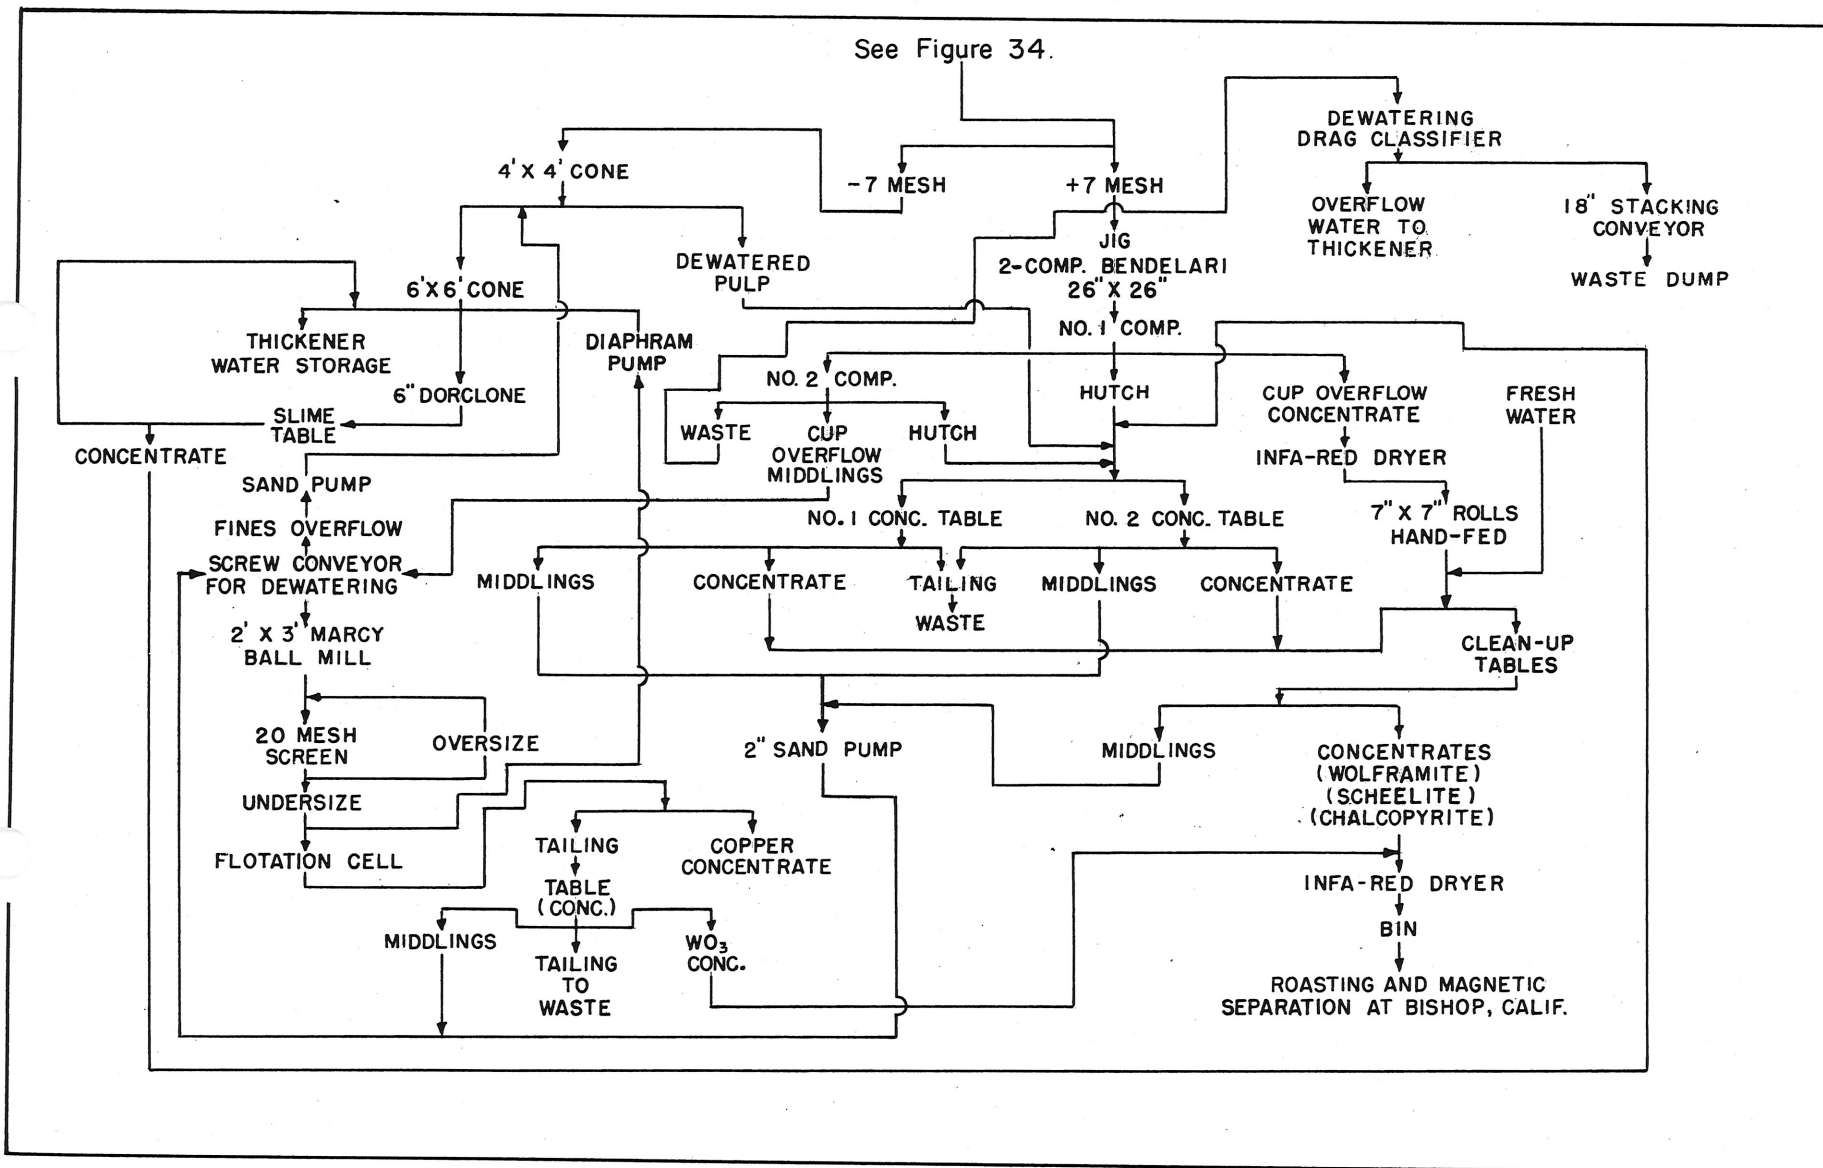 See Figure 34.
DEWATERING
DRAG CLASSIFIER
4' X 4' CONE
-7 MESH
+7 MESH
OVERFLOW
WATER TO
THICKENER
18" STACKING
CONVEYOR
WASTE DUMP
JIG
2-COMP. BENDELARI
26" X 26"
DEWATERED
PULP
6' X 6' CONE
NO. 1 COMP.
THICKENER
WATER STORAGE
DIAPHRAM
PUMP
NO. 2 COMP.
HUTCH
CUP OVERFLOW
CONCENTRATE
FRESH
WATER
6" DORCLONE
SLIME
TABLE
WASTE
CUP
OVERFLOW
MIDDLINGS
HUTCH
CONCENTRATE
INFA-RED DRYER
SAND PUMP
FINES OVERFLOW
NO. 1 CONC. TABLE
NO. 2 CONC. TABLE
7" X 7" ROLLS
HAND-FED
SCREW CONVEYOR
FOR DEWATERING
MIDDLINGS
CONCENTRATE
TAILING
WASTE
MIDDLINGS
CONCENTRATE
2' X 3' MARCY
BALL MILL
CLEAN-UP
TABLES
20 MESH
SCREEN
OVERSIZE
2" SAND PUMP
MIDDLINGS
CONCENTRATES
(WOLFRAMITE)
(SCHEELITE)
(CHALCOPYRITE)
UNDERSIZE
FLOTATION CELL
TAILING
COPPER
CONCENTRATE
TABLE
(CONC.)
INFA-RED DRYER
BIN
MIDDLINGS
TAILING
TO
WASTE
WO₃
CONC.
ROASTING AND MAGNETIC
SEPARATION AT BISHOP, CALIF.